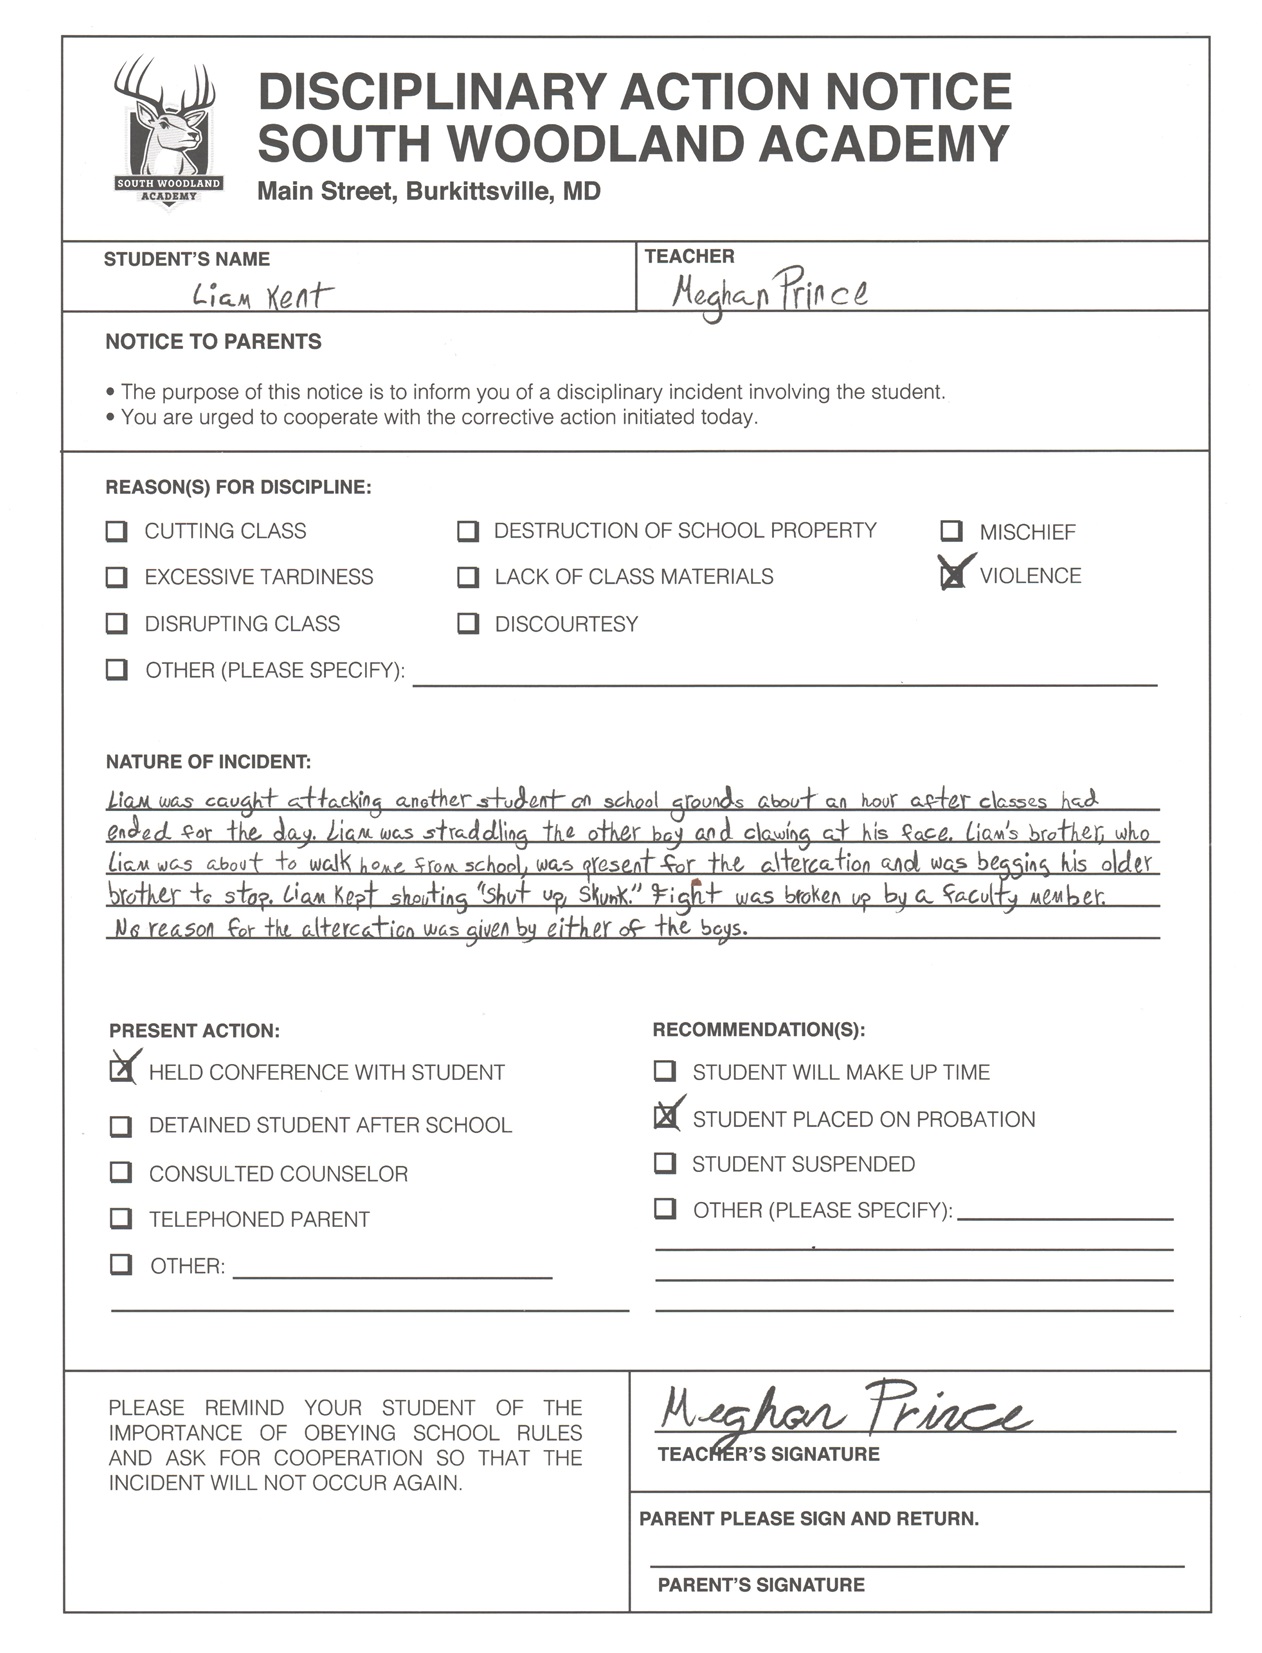 SOUTH WOODLAND
ACADEMY
DISCIPLINARY ACTION NOTICE
SOUTH WOODLAND ACADEMY
Main Street, Burkittsville, MD
STUDENT'S NAME
Liam Kent
TEACHER
Meghan Prince
NOTICE TO PARENTS
• The purpose of this notice is to inform you of a disciplinary incident involving the student.
• You are urged to cooperate with the corrective action initiated today.
REASON(S) FOR DISCIPLINE:
CUTTING CLASS
DESTRUCTION OF SCHOOL PROPERTY
MISCHIEF
EXCESSIVE TARDINESS
LACK OF CLASS MATERIALS
VIOLENCE
DISRUPTING CLASS
DISCOURTESY
OTHER (PLEASE SPECIFY):
NATURE OF INCIDENT:
Liam was caught attacking another student on school grounds about an hour after classes had
ended for the day. Liam was straddling the other boy and clawing at his face. Liam's brother, who
Liam was about to walk home from school, was present for the altercation and was begging his older
brother to stop. Liam kept shouting "Shut up, Skunk." Fight was broken up by a faculty member.
No reason for the altercation was given by either of the boys.
PRESENT ACTION:
HELD CONFERENCE WITH STUDENT
DETAINED STUDENT AFTER SCHOOL
CONSULTED COUNSELOR
TELEPHONED PARENT
OTHER:
RECOMMENDATION(S):
STUDENT WILL MAKE UP TIME
STUDENT PLACED ON PROBATION
STUDENT SUSPENDED
OTHER (PLEASE SPECIFY):
PLEASE REMIND YOUR STUDENT OF THE
IMPORTANCE OF OBEYING SCHOOL RULES
AND ASK FOR COOPERATION SO THAT THE
INCIDENT WILL NOT OCCUR AGAIN.
Meghan Prince
TEACHER'S SIGNATURE
PARENT PLEASE SIGN AND RETURN.
PARENT'S SIGNATURE